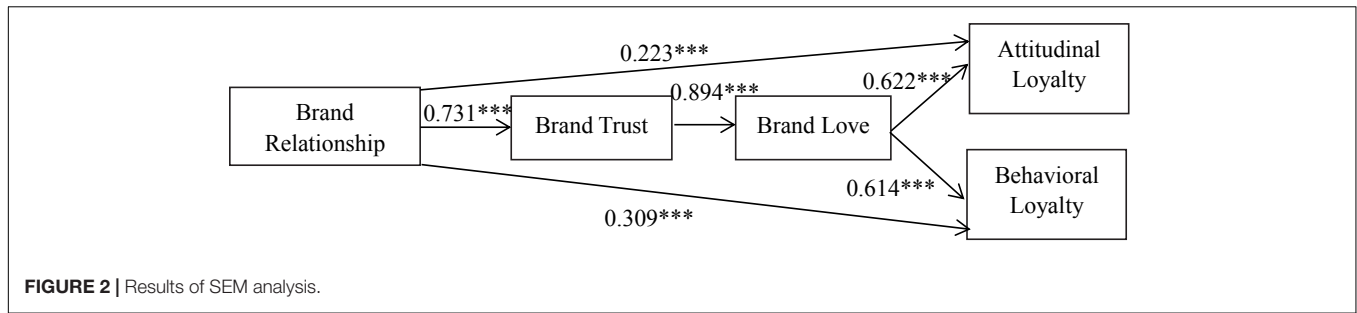 0.223***
Attitudinal
Loyalty
Brand
Relationship
0.731***
Brand Trust
0.894***
Brand Love
0.622***
0.614***
Behavioral
Loyalty
0.309***
FIGURE 2 | Results of SEM analysis.